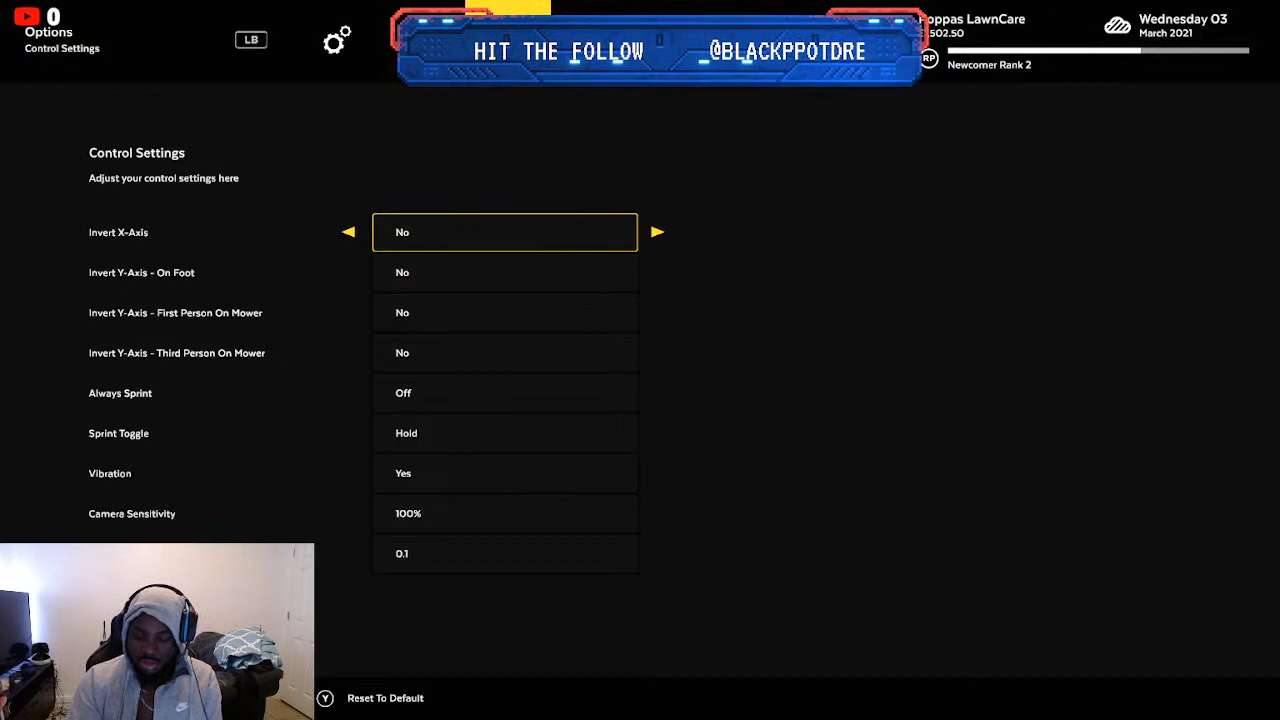 0
Options
Control Settings
LB
HIT THE FOLLOW @BLACKPPOTDRE
oppas LawnCare
502.50
Wednesday 03
March 2021
RP
Newcomer Rank 2
Control Settings
Adjust your control settings here
Invert X-Axis No
Invert Y-Axis - On Foot No
Invert Y-Axis - First Person On Mower No
Invert Y-Axis - Third Person On Mower No
Always Sprint Off
Sprint Toggle Hold
Vibration Yes
Camera Sensitivity 100%
0.1
Y Reset To Default